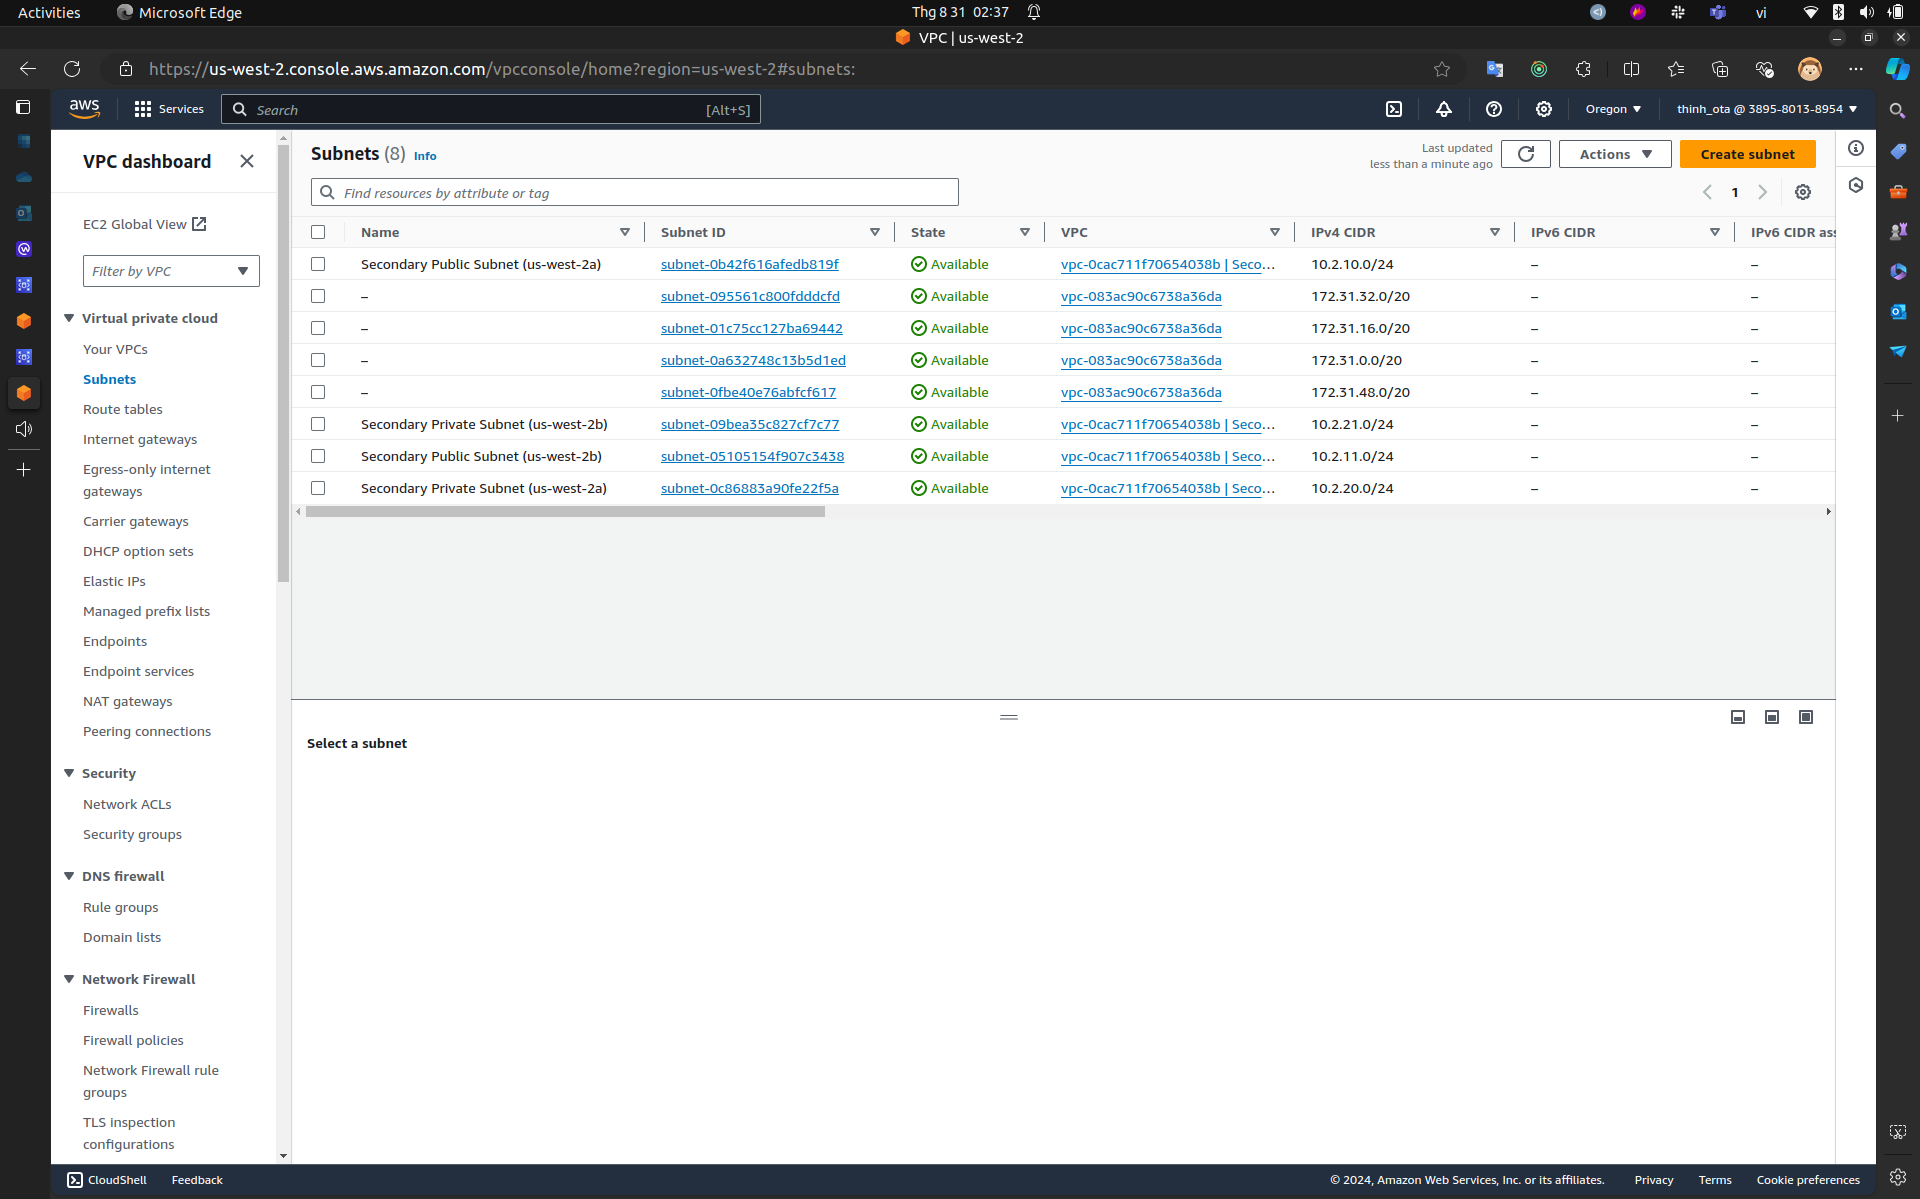 Activities
Microsoft Edge
Thg 8 31 02:37
vi
VPC | us-west-2
https://us-west-2.console.aws.amazon.com/vpcconsole/home?region=us-west-2#subnets:
aws
Services
Search
[Alt+S]
Oregon
thinh_ota @ 3895-8013-8954
VPC dashboard
EC2 Global View
Filter by VPC
Virtual private cloud
Your VPCs
Subnets
Route tables
Internet gateways
Egress-only internet
gateways
Carrier gateways
DHCP option sets
Elastic IPs
Managed prefix lists
Endpoints
Endpoint services
NAT gateways
Peering connections
Security
Network ACLs
Security groups
DNS firewall
Rule groups
Domain lists
Network Firewall
Firewalls
Firewall policies
Network Firewall rule
groups
TLS inspection
configurations
Subnets (8) Info
Last updated
less than a minute ago
Actions
Create subnet
Find resources by attribute or tag
1
Name Subnet ID State VPC IPv4 CIDR IPv6 CIDR IPv6 CIDR ass
Secondary Public Subnet (us-west-2a) subnet-0b42f616afedb819f Available vpc-0cac711f70654038b | Seco... 10.2.10.0/24 – –
– subnet-095561c800fdddcfd Available vpc-083ac90c6738a36da 172.31.32.0/20 – –
– subnet-01c75cc127ba69442 Available vpc-083ac90c6738a36da 172.31.16.0/20 – –
– subnet-0a632748c13b5d1ed Available vpc-083ac90c6738a36da 172.31.0.0/20 – –
– subnet-0fbe40e76abfcf617 Available vpc-083ac90c6738a36da 172.31.48.0/20 – –
Secondary Private Subnet (us-west-2b) subnet-09bea35c827cf7c77 Available vpc-0cac711f70654038b | Seco... 10.2.21.0/24 – –
Secondary Public Subnet (us-west-2b) subnet-05105154f907c3438 Available vpc-0cac711f70654038b | Seco... 10.2.11.0/24 – –
Secondary Private Subnet (us-west-2a) subnet-0c86883a90fe22f5a Available vpc-0cac711f70654038b | Seco... 10.2.20.0/24 – –
Select a subnet
CloudShell
Feedback
© 2024, Amazon Web Services, Inc. or its affiliates.
Privacy
Terms
Cookie preferences